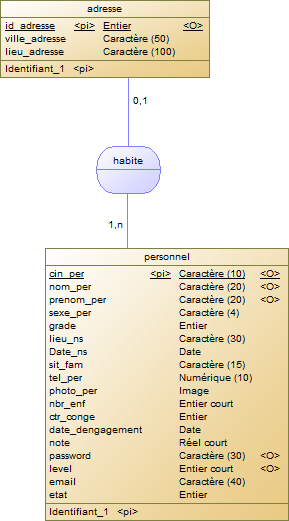 adresse
id_adresse <pi> Entier <O>
ville_adresse Caractère (50)
lieu_adresse Caractère (100)
Identifiant_1 <pi>
0,1
habite
1,n
personnel
cin_per <pi> Caractère (10) <O>
nom_per Caractère (20) <O>
prenom_per Caractère (20) <O>
sexe_per Caractère (4)
grade Entier
lieu_ns Caractère (30)
Date_ns Date
sit_fam Caractère (15)
tel_per Numérique (10)
photo_per Image
nbr_enf Entier court
ctr_conge Entier
date_dengagement Date
note Réel court
password Caractère (30) <O>
level Entier court <O>
email Caractère (40)
etat Entier
Identifiant_1 <pi>